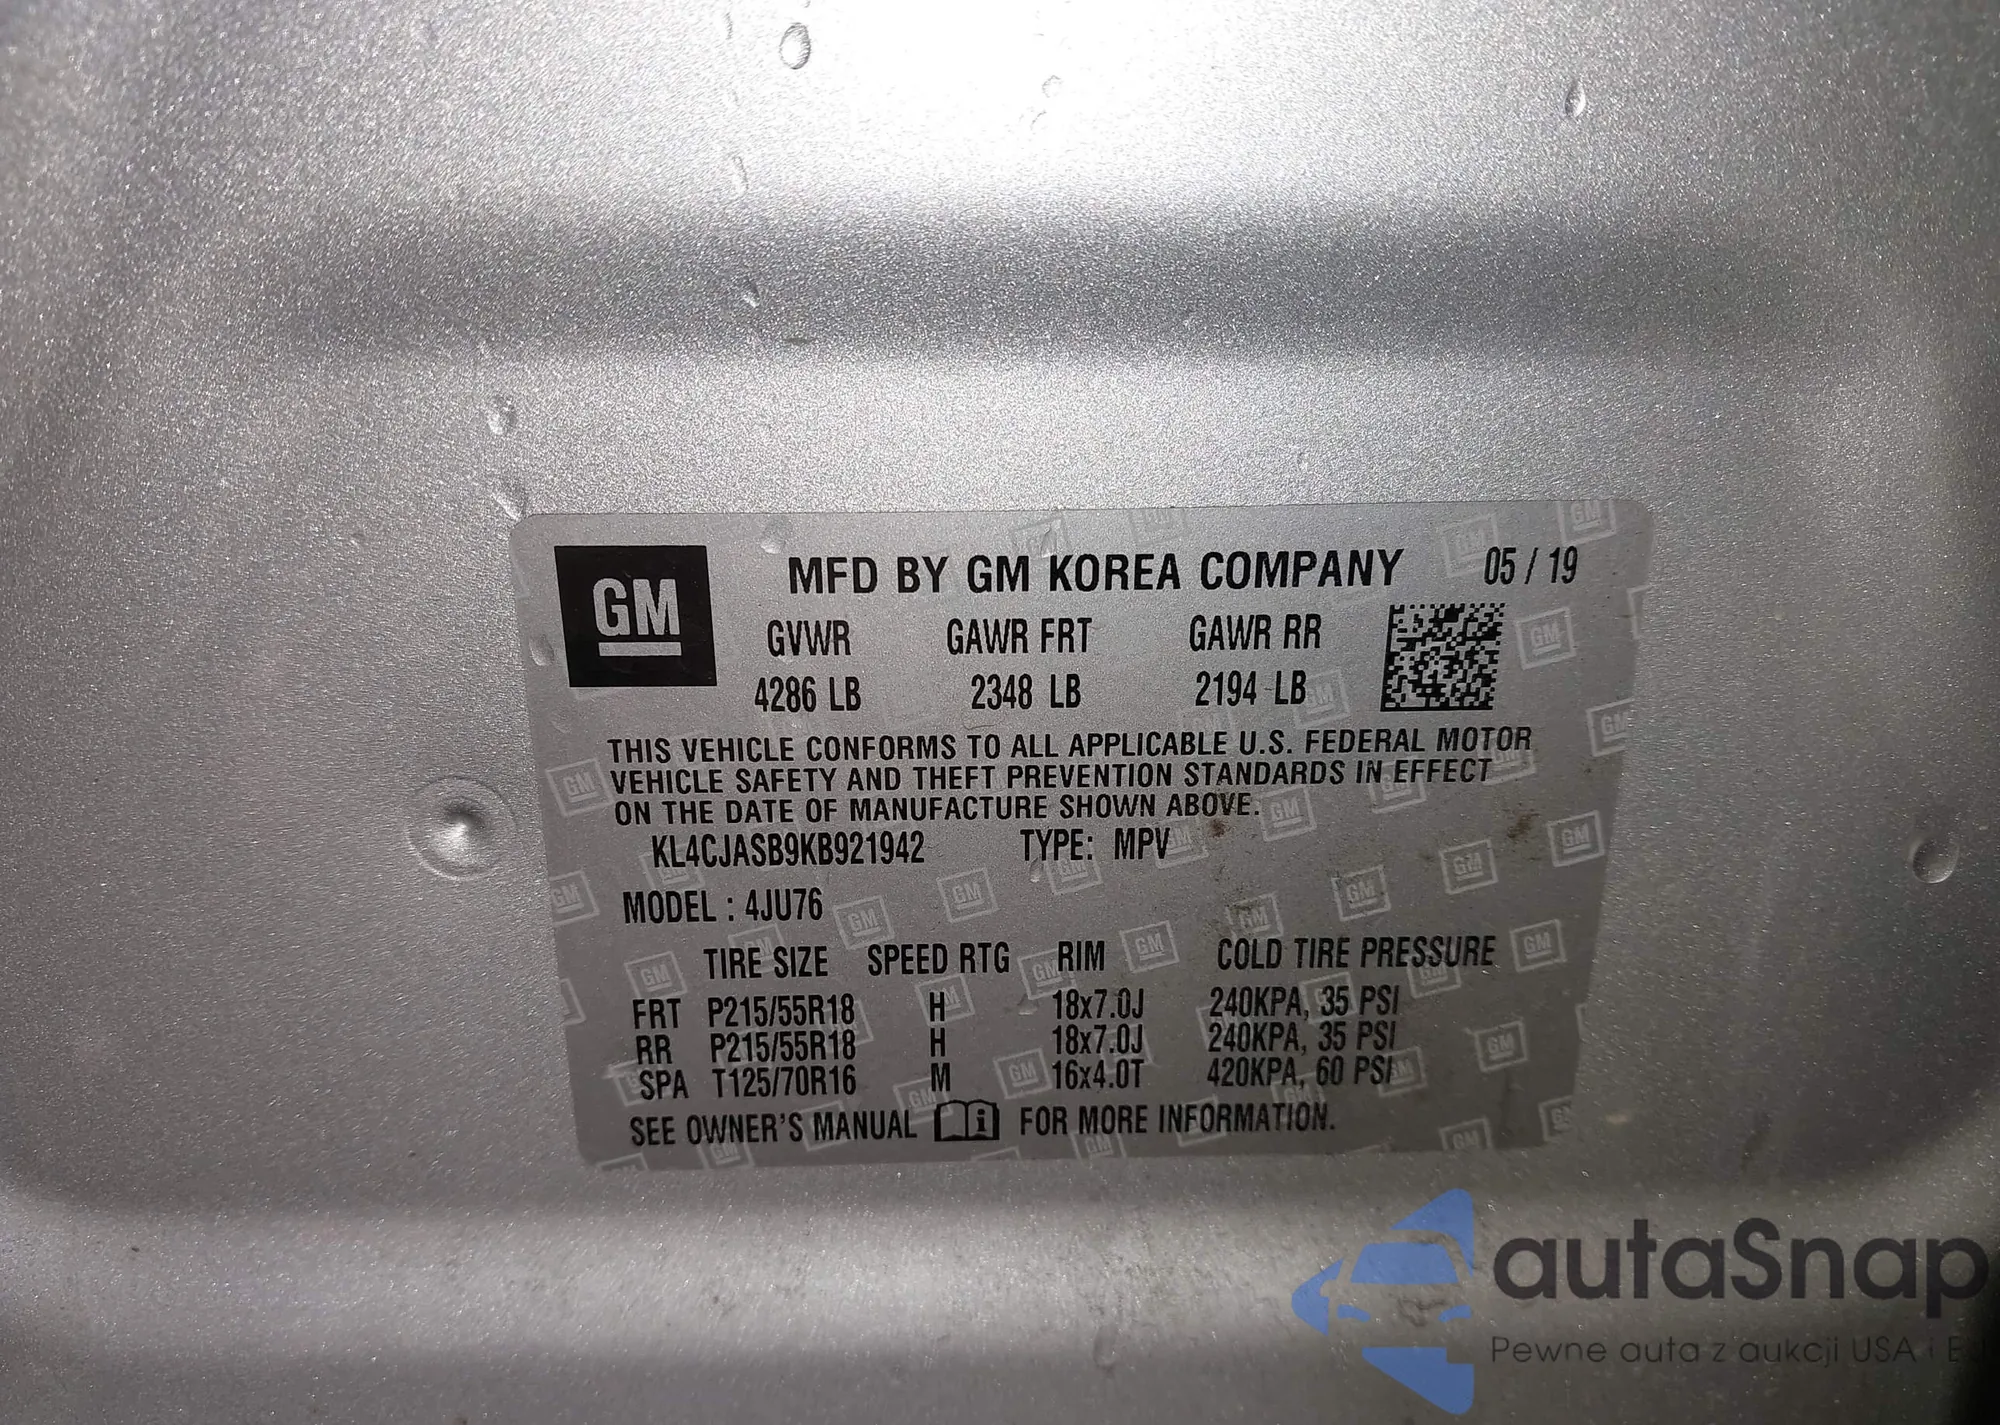 GM
MFD BY GM KOREA COMPANY 05 / 19
GVWR GAWR FRT GAWR RR
4286 LB 2348 LB 2194 LB
THIS VEHICLE CONFORMS TO ALL APPLICABLE U.S. FEDERAL MOTOR
VEHICLE SAFETY AND THEFT PREVENTION STANDARDS IN EFFECT
ON THE DATE OF MANUFACTURE SHOWN ABOVE.
KL4CJASB9KB921942 TYPE: MPV
MODEL : 4JU76
TIRE SIZE SPEED RTG RIM COLD TIRE PRESSURE
FRT P215/55R18 H 18x7.0J 240KPA, 35 PSI
RR P215/55R18 H 18x7.0J 240KPA, 35 PSI
SPA T125/70R16 M 16x4.0T 420KPA, 60 PSI
SEE OWNER'S MANUAL FOR MORE INFORMATION.
autaSnap
Pewne auta z aukcji USA i